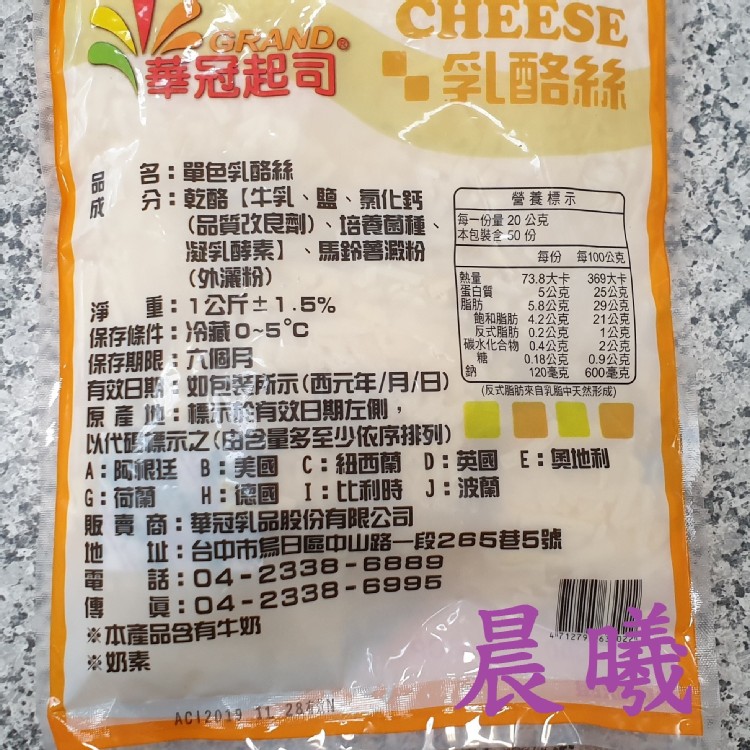 CHEESE
GRAND®
華冠起司
乳酪絲
品名：單色乳酪絲
成分：乾酪【牛乳、鹽、氯化鈣
(品質改良劑)、培養菌種、
凝乳酵素】、馬鈴薯澱粉
(外灑粉)
淨重：1公斤±1.5%
保存條件：冷藏0~5°C
保存期限：六個月
有效日期：如包裝所示(西元年/月/日)
原產地：標示於有效日期左側，
以代碼標示之(由含量多至少依序排列)
A：阿根廷 B：美國 C：紐西蘭 D：英國 E：奧地利
G：荷蘭 H：德國 I：比利時 J：波蘭
販賣商：華冠乳品股份有限公司
地址：台中市烏日區中山路一段265巷5號
電話：04-2338-6889
傳真：04-2338-6995
※本產品含有牛奶
※奶素
營養標示
每一份量 20 公克
本包裝含 50 份
每份 每100公克
熱量 73.8大卡 369大卡
蛋白質 5公克 25公克
脂肪 5.8公克 29公克
飽和脂肪 4.2公克 21公克
反式脂肪 0.2公克 1公克
碳水化合物 0.4公克 2公克
糖 0.18公克 0.9公克
鈉 120毫克 600毫克
(反式脂肪來自乳脂中天然形成)
晨曦